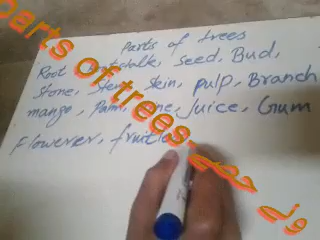 Parts of trees
Root, seed, Bud,
Stone, Stem, Skin, pulp, Branch
mango, Palm, Juice, Gum
Flowerer, fruit
parts of trees